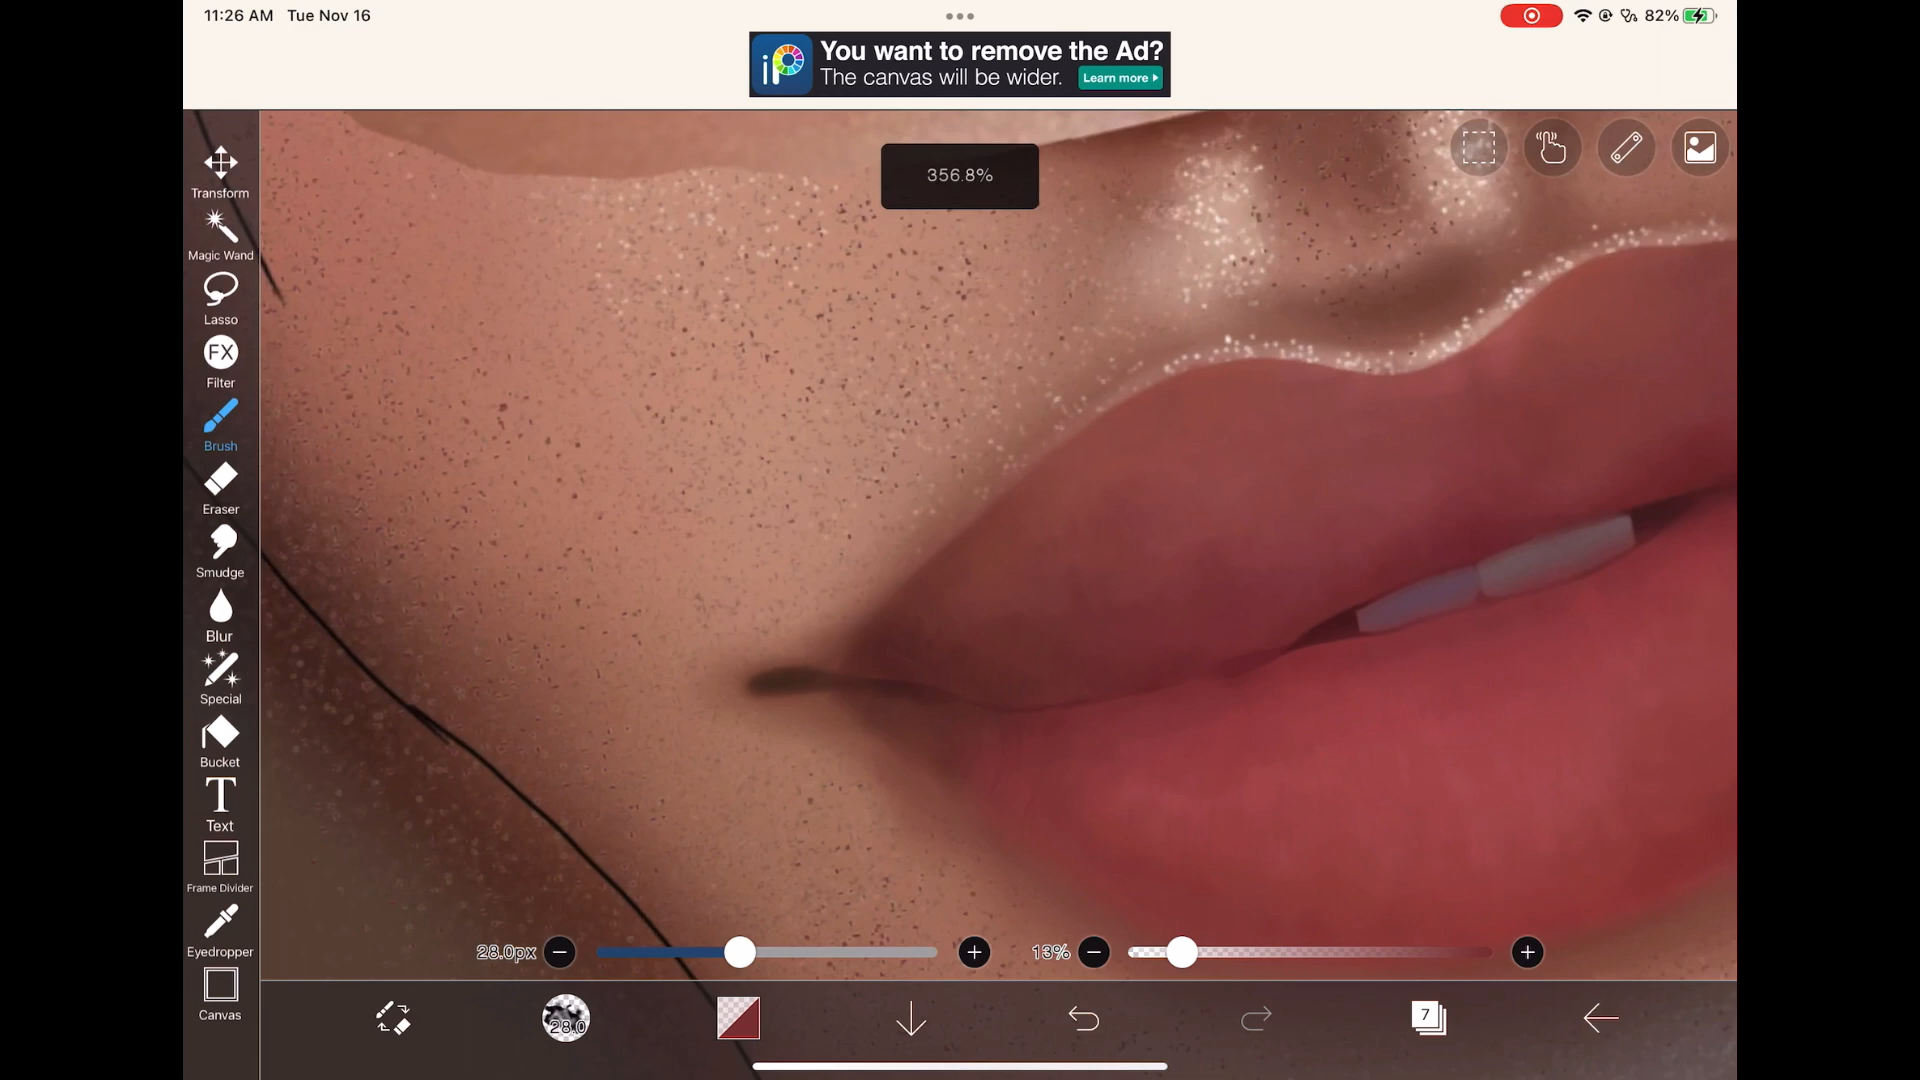 11:26 AM Tue Nov 16
82%
iP
You want to remove the Ad?
The canvas will be wider. Learn more
356.8%
Transform
Magic Wand
Lasso
FX
Filter
Brush
Eraser
Smudge
Blur
Special
Bucket
T
Text
Frame Divider
Eyedropper
Canvas
28.0px
13%
28.0
7